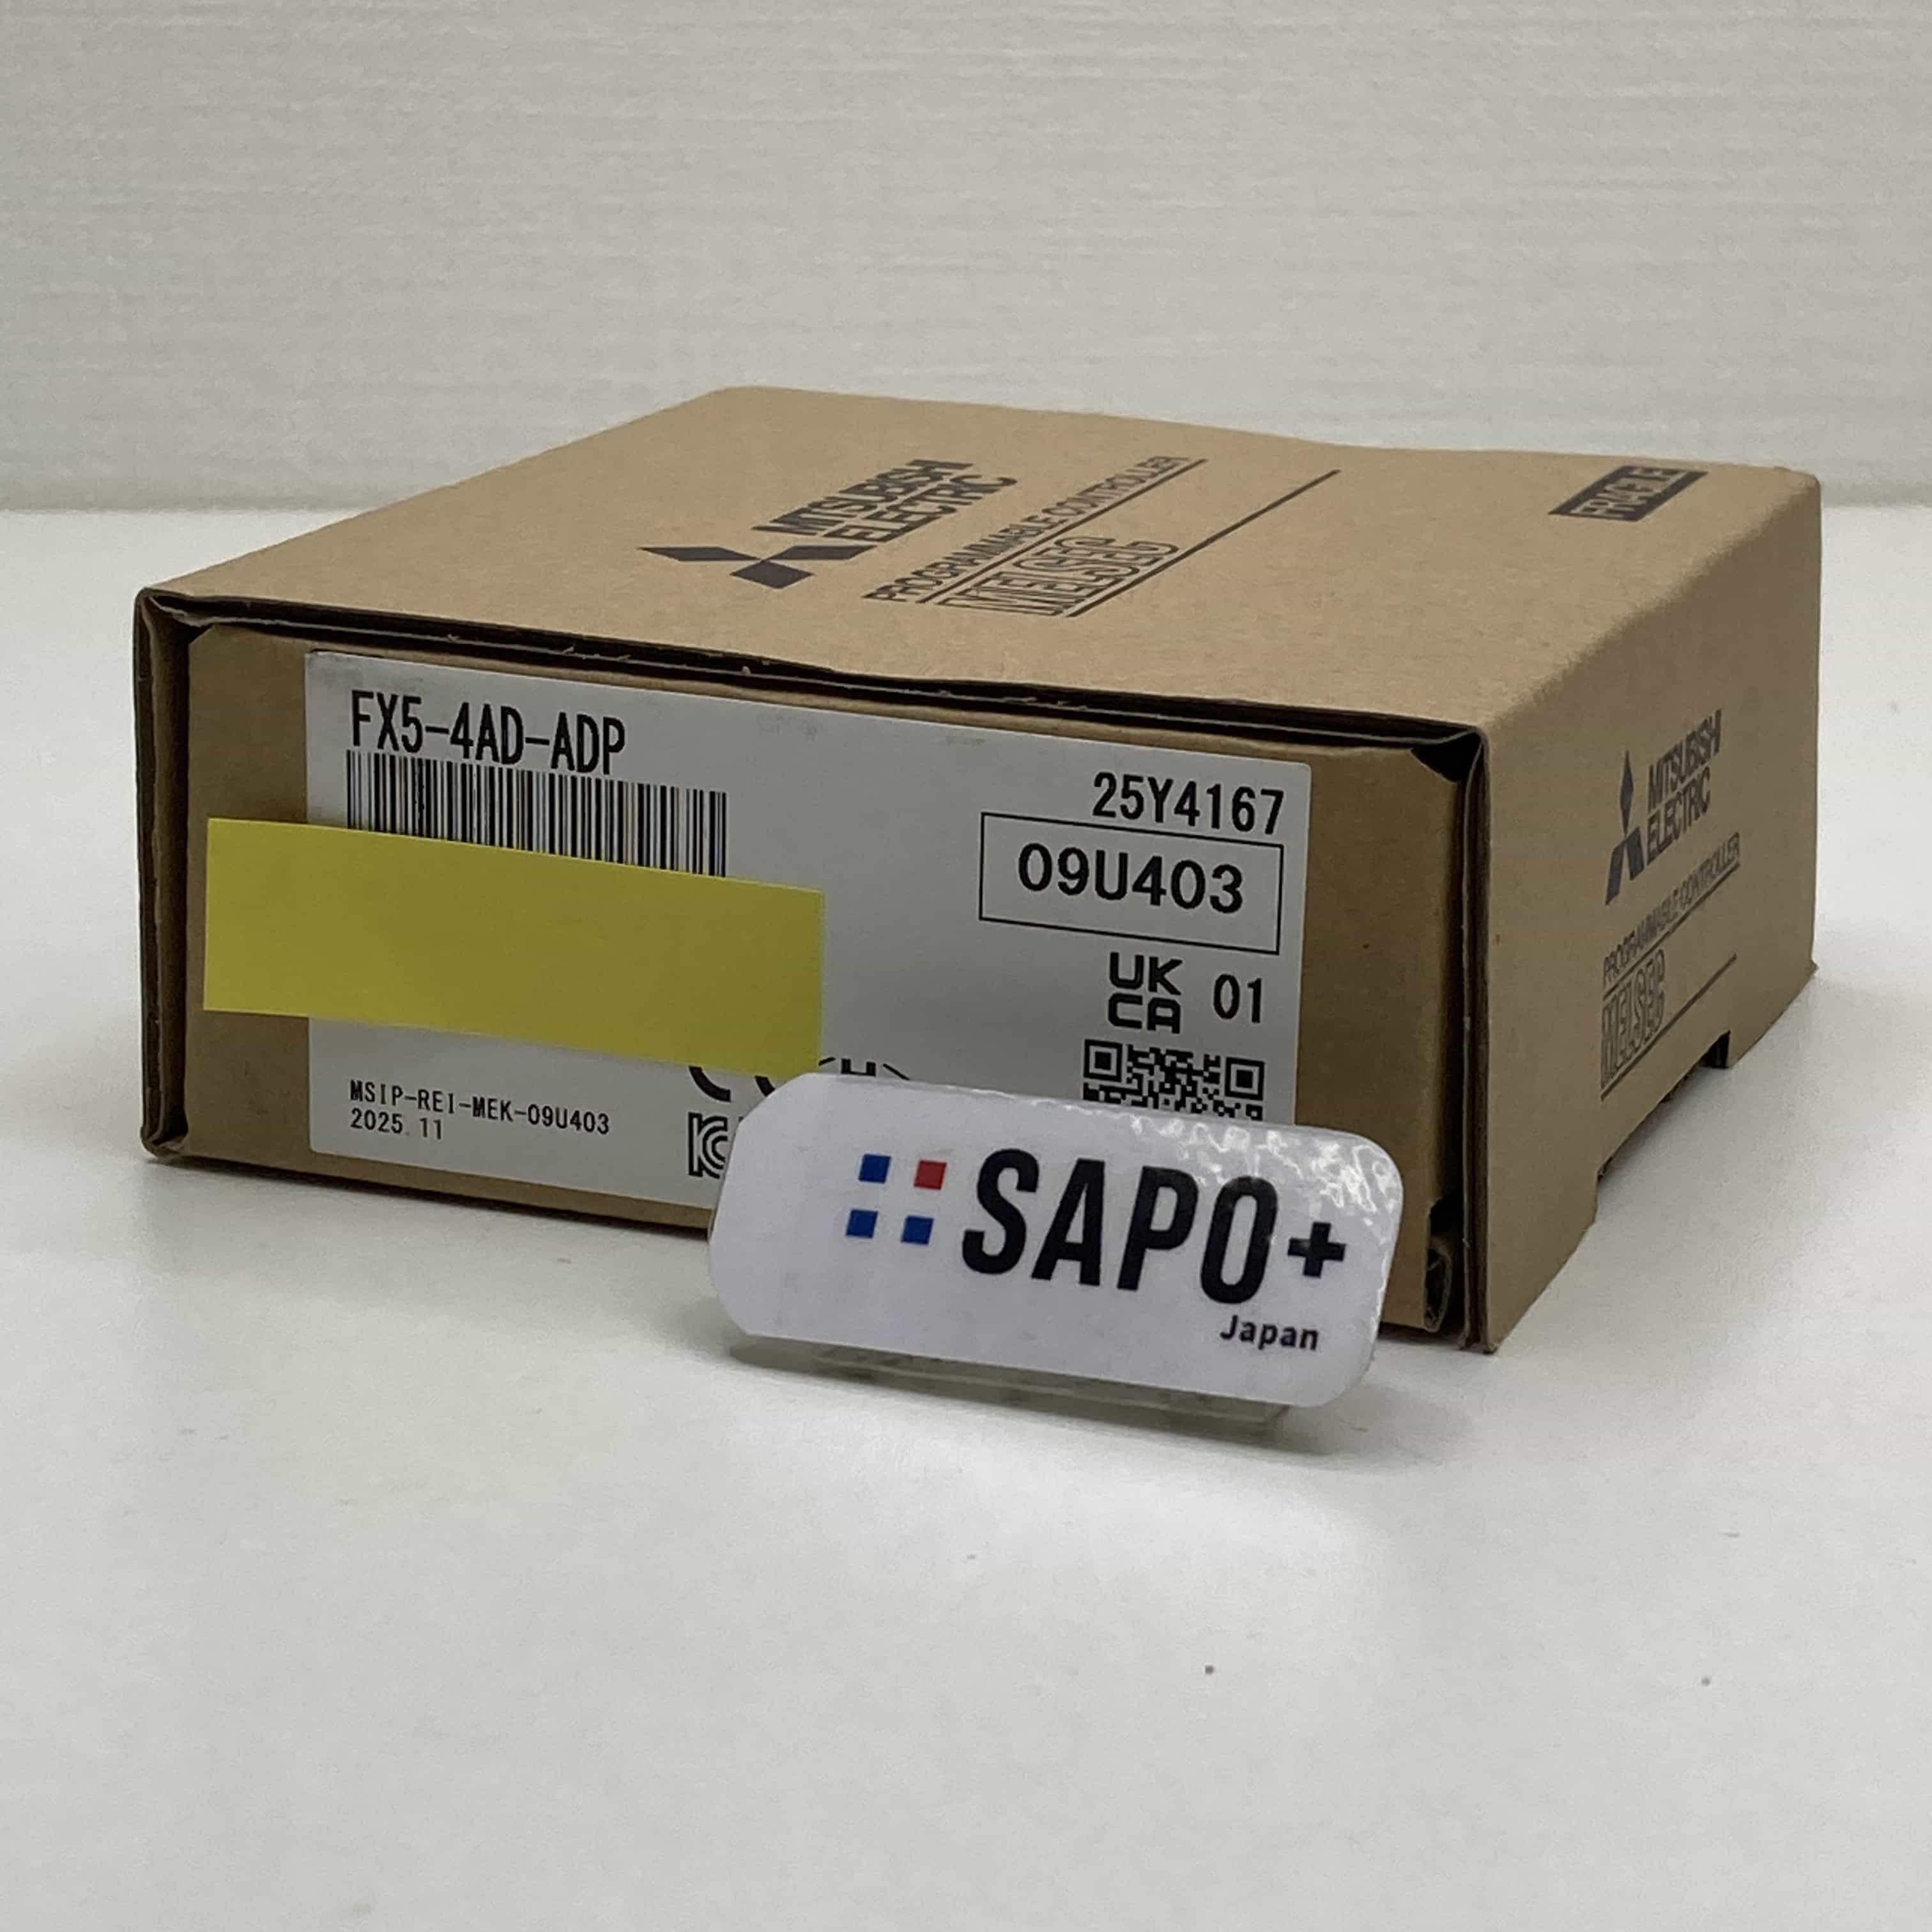 MITSUBISHI
ELECTRIC
PROGRAMMABLE CONTROLLER
MELSEC
FX5-4AD-ADP
25Y4167
09U403
UK
CA 01
MSIP-REI-MEK-09U403
2025.11
MITSUBISHI
ELECTRIC
PROGRAMMABLE CONTROLLER
MELSEC
SAPO+
Japan